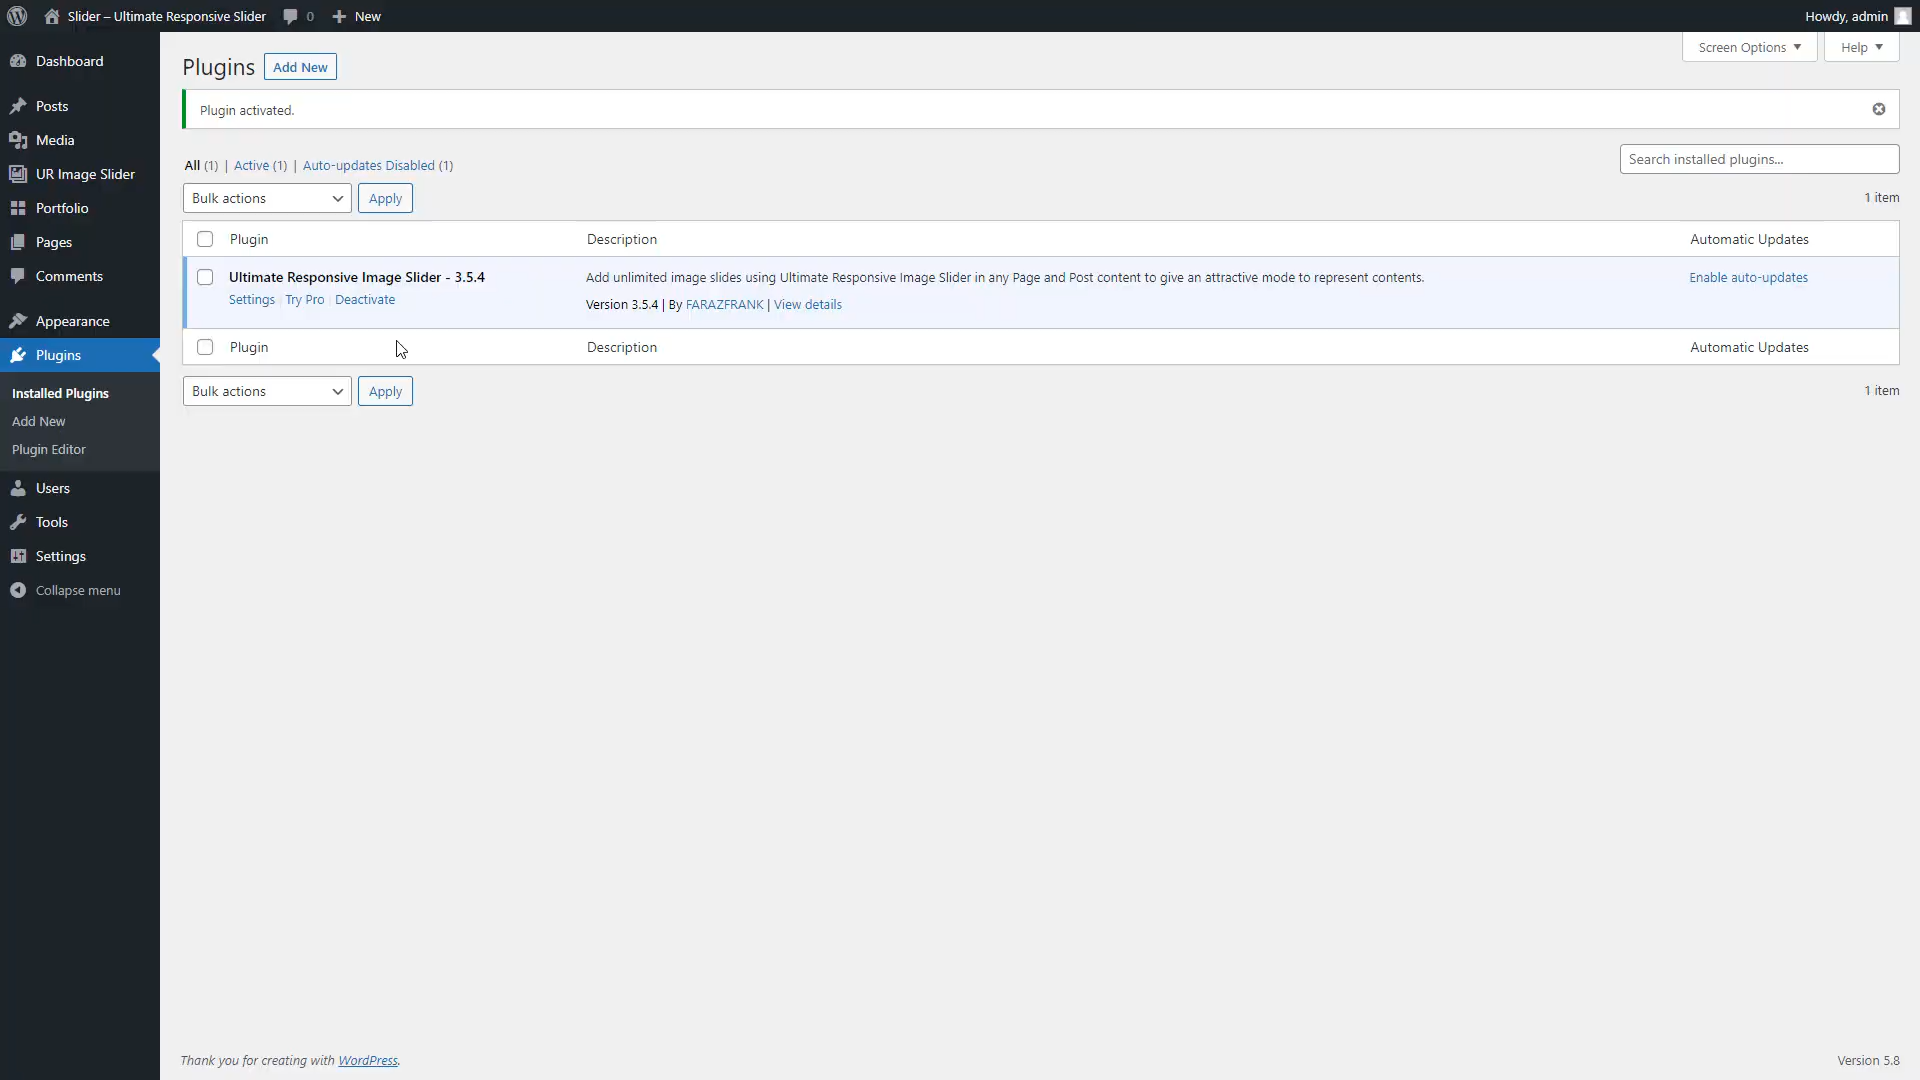 Slider – Ultimate Responsive Slider 0 New Howdy, admin
Screen Options Help
Dashboard
Posts
Media
UR Image Slider
Portfolio
Pages
Comments
Appearance
Plugins
Installed Plugins
Add New
Plugin Editor
Users
Tools
Settings
Collapse menu
Plugins Add New
Plugin activated.
All (1) | Active (1) | Auto-updates Disabled (1)
Search installed plugins...
Bulk actions Apply 1 item
Plugin Description Automatic Updates
Ultimate Responsive Image Slider - 3.5.4 Add unlimited image slides using Ultimate Responsive Image Slider in any Page and Post content to give an attractive mode to represent contents. Enable auto-updates
Settings | Try Pro | Deactivate Version 3.5.4 | By FARAZFRANK | View details
Plugin Description Automatic Updates
Bulk actions Apply 1 item
Thank you for creating with WordPress. Version 5.8